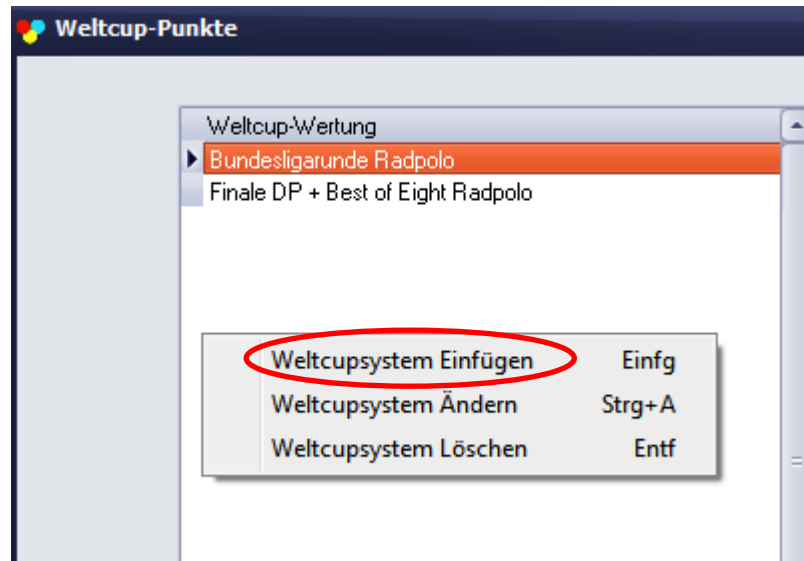 Weltcup-Punkte
Weltcup-Wertung
Bundesligarunde Radpolo
Finale DP + Best of Eight Radpolo
Weltcupsystem Einfügen Einfg
Weltcupsystem Ändern Strg+A
Weltcupsystem Löschen Entf